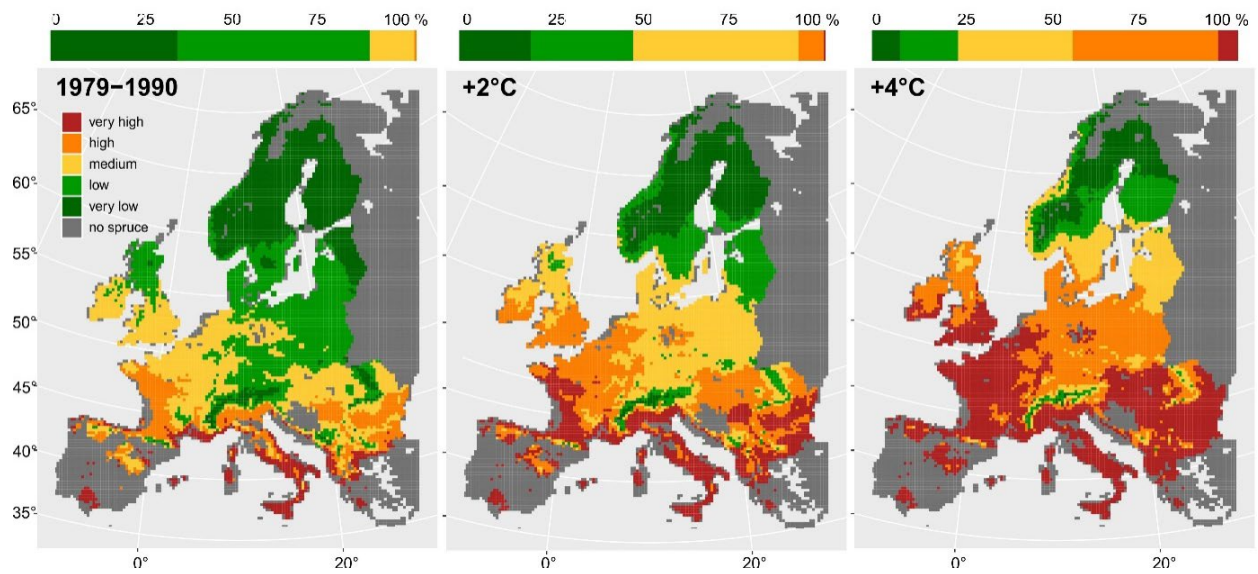 0 25 50 75 100 %
0 25 50 75 100 %
0 25 50 75 100 %
1979–1990
+2°C
+4°C
very high
high
medium
low
very low
no spruce
65°
60°
55°
50°
45°
40°
35°
0° 20°
0° 20°
0° 20°